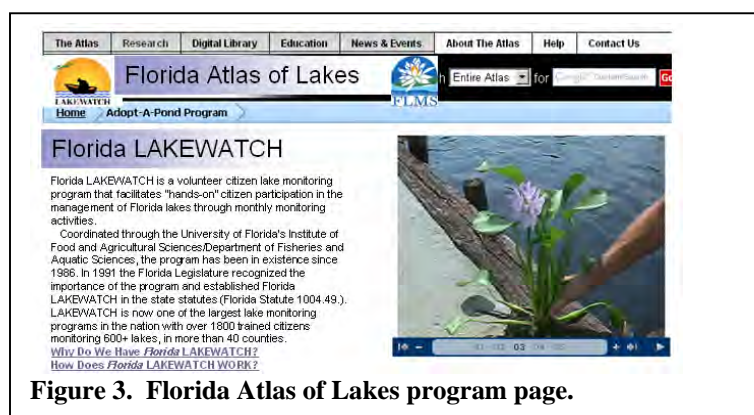 The Atlas Research Digital Library Education News & Events About The Atlas Help Contact Us
Florida Atlas of Lakes
h Entire Atlas for
LAKEWATCH
FLMS
Home Adopt-A-Pond Program
Florida LAKEWATCH
Florida LAKEWATCH is a volunteer citizen lake monitoring
program that facilitates "hands-on" citizen participation in the
management of Florida lakes through monthly monitoring
activities.
Coordinated through the University of Florida's Institute of
Food and Agricultural Sciences/Department of Fisheries and
Aquatic Sciences, the program has been in existence since
1986. In 1991 the Florida Legislature recognized the
importance of the program and established Florida
LAKEWATCH in the state statutes (Florida Statute 1004.49.).
LAKEWATCH is now one of the largest lake monitoring
programs in the nation with over 1800 trained citizens
monitoring 600+ lakes, in more than 40 counties.
Why Do We Have Florida LAKEWATCH?
How Does Florida LAKEWATCH WORK?
01 02 03 04 05
Figure 3. Florida Atlas of Lakes program page.